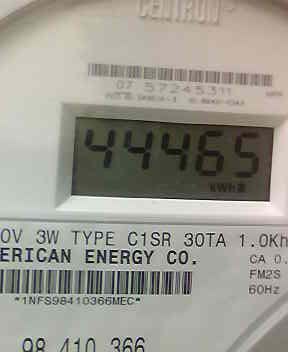 CENTRON
07 57245311
44465
kWh
0V 3W TYPE C1SR 30TA 1.0Kh
ERICAN ENERGY CO.
CA 0.
FM2S
60Hz
*1NFS98410366MEC*
98 410 366